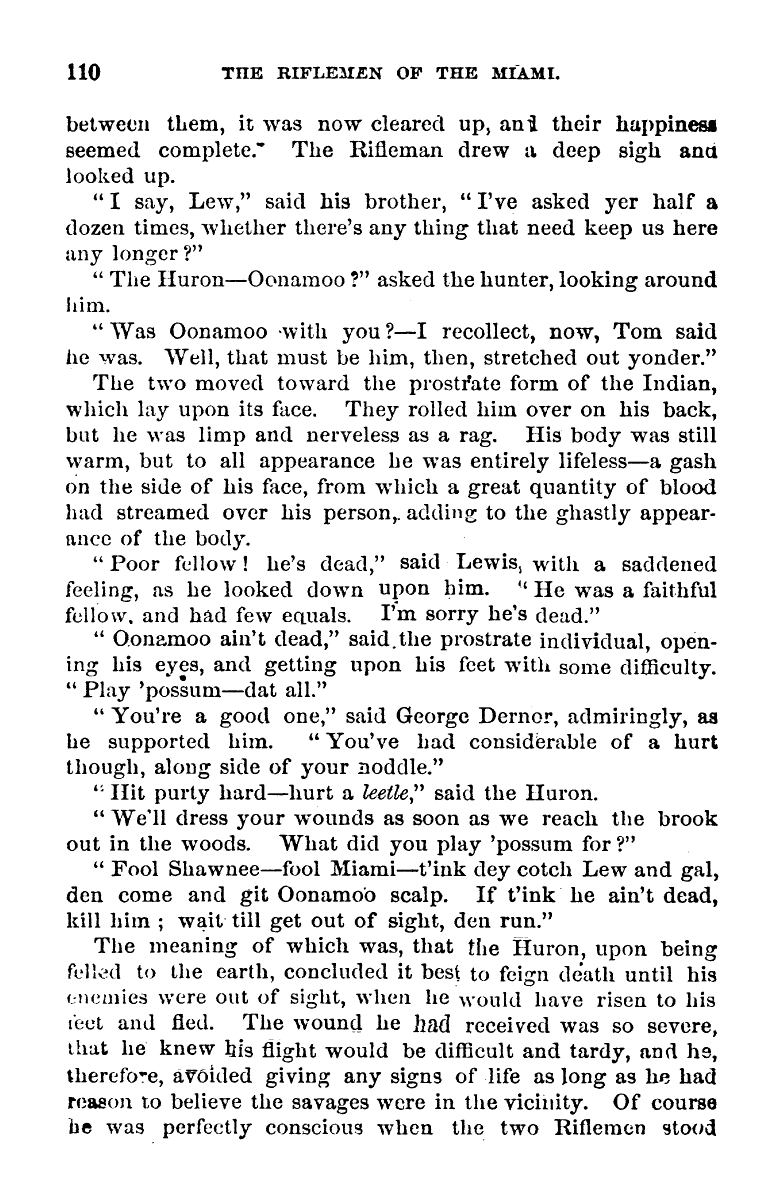 110 THE RIFLEMEN OF THE MIAMI.
between them, it was now cleared up, and their happiness
seemed complete. The Rifleman drew a deep sigh and
looked up.
“I say, Lew,” said his brother, “I’ve asked yer half a
dozen times, whether there’s any thing that need keep us here
any longer?”
“The Huron—Oonamoo?” asked the hunter, looking around
him.
“Was Oonamoo with you?—I recollect, now, Tom said
he was. Well, that must be him, then, stretched out yonder.”
The two moved toward the prostrate form of the Indian,
which lay upon its face. They rolled him over on his back,
but he was limp and nerveless as a rag. His body was still
warm, but to all appearance he was entirely lifeless—a gash
on the side of his face, from which a great quantity of blood
had streamed over his person, adding to the ghastly appear-
ance of the body.
“Poor fellow! he’s dead,” said Lewis, with a saddened
feeling, as he looked down upon him. “He was a faithful
fellow, and had few equals. I’m sorry he’s dead.”
“Oonamoo ain’t dead,” said the prostrate individual, open-
ing his eyes, and getting upon his feet with some difficulty.
“Play ’possum—dat all.”
“You’re a good one,” said George Derner, admiringly, as
he supported him. “You’ve had considerable of a hurt
though, along side of your noddle.”
“Hit purty hard—hurt a leetle,” said the Huron.
“We’ll dress your wounds as soon as we reach the brook
out in the woods. What did you play ’possum for?”
“Fool Shawnee—fool Miami—t’ink dey cotch Lew and gal,
den come and git Oonamoo scalp. If t’ink he ain’t dead,
kill him; wait till get out of sight, den run.”
The meaning of which was, that the Huron, upon being
felled to the earth, concluded it best to feign death until his
enemies were out of sight, when he would have risen to his
feet and fled. The wound he had received was so severe,
that he knew his flight would be difficult and tardy, and he,
therefore, avoided giving any signs of life as long as he had
reason to believe the savages were in the vicinity. Of course
he was perfectly conscious when the two Riflemen stood